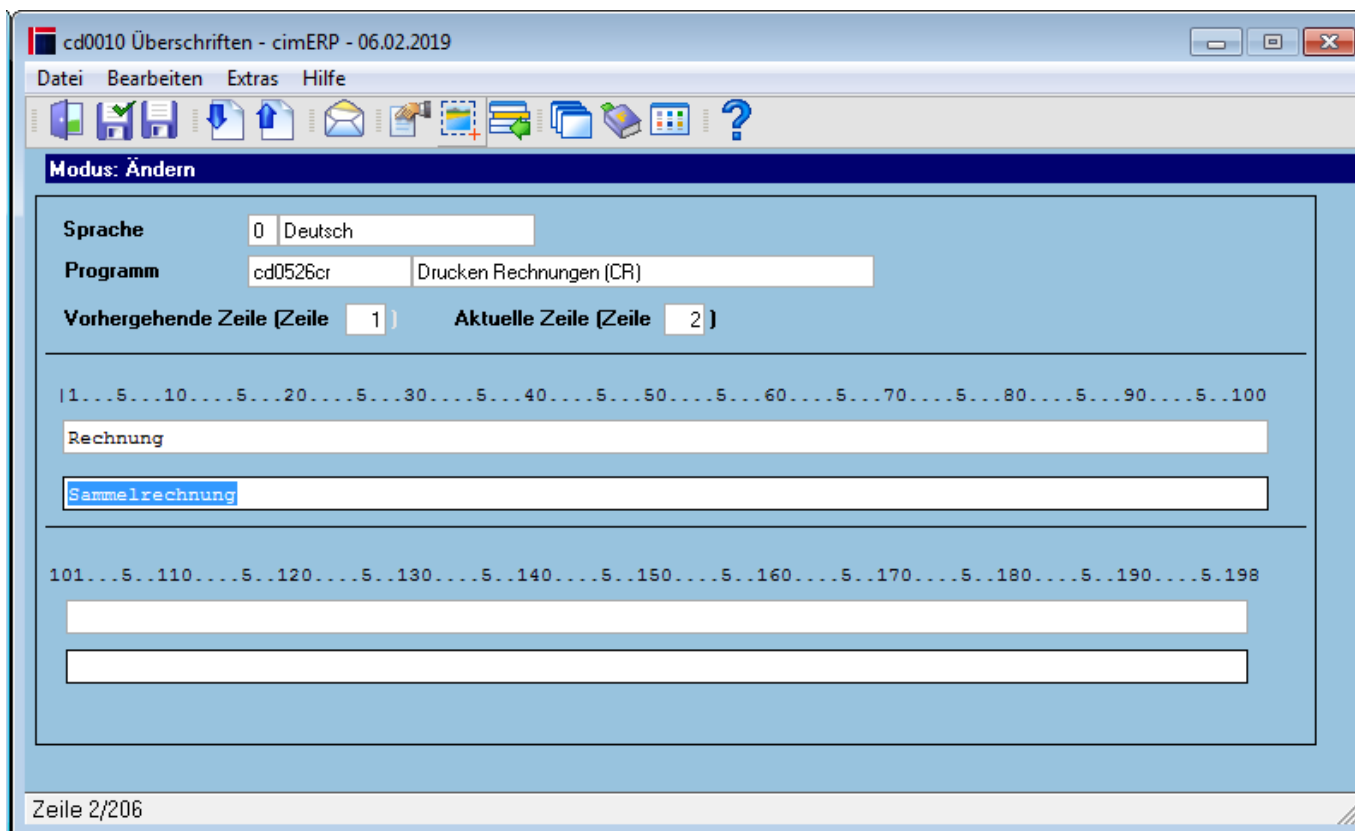 cd0010 Überschriften - cimERP - 06.02.2019
Datei Bearbeiten Extras Hilfe
Modus: Ändern
Sprache 0 Deutsch
Programm cd0526cr Drucken Rechnungen (CR)
Vorhergehende Zeile (Zeile 1 ) Aktuelle Zeile (Zeile 2 )
|1...5...10....5...20....5...30....5...40....5...50....5...60....5...70....5...80....5...90....5..100
Rechnung
Sammelrechnung
101...5..110....5..120....5..130....5..140....5..150....5..160....5..170....5..180....5..190....5.198
Zeile 2/206